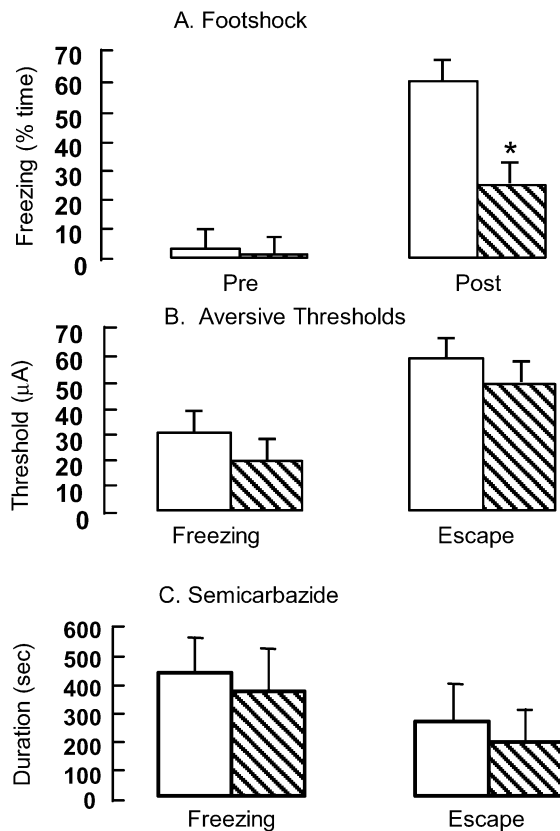 A. Footshock
Freezing (% time)
70
60
50
40
30
20
10
0
*
Pre Post
B. Aversive Thresholds
Threshold (μA)
70
60
50
40
30
20
10
0
Freezing Escape
C. Semicarbazide
Duration (sec)
600
500
400
300
200
100
0
Freezing Escape